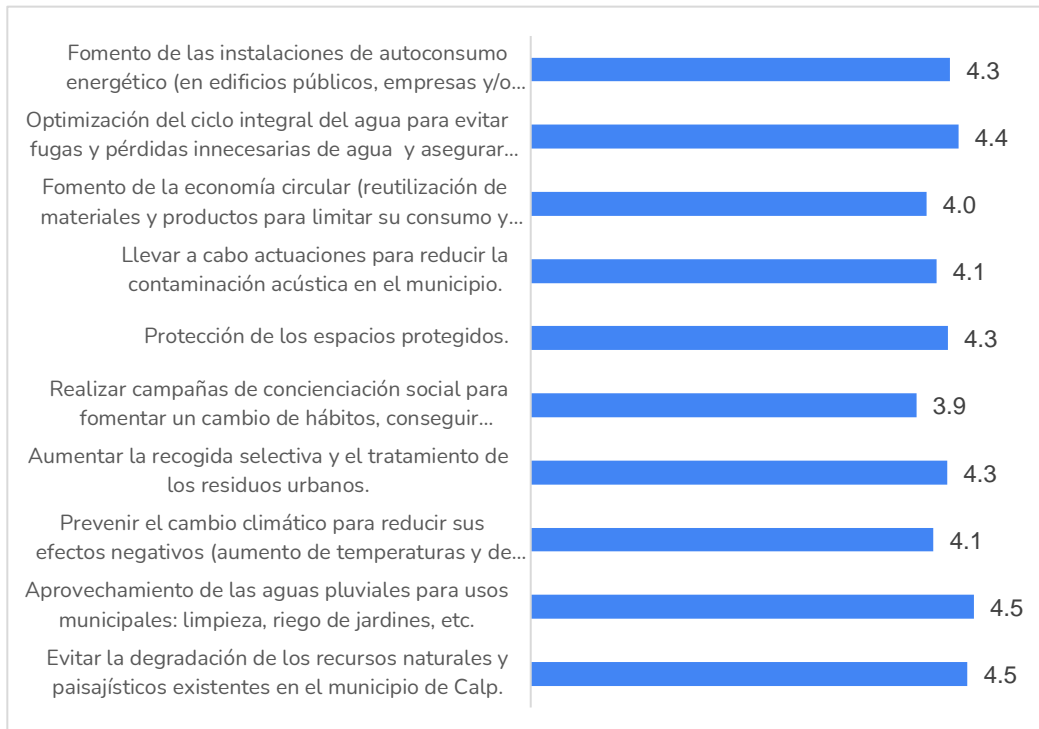 Fomento de las instalaciones de autoconsumo
energético (en edificios públicos, empresas y/o...
4.3
Optimización del ciclo integral del agua para evitar
fugas y pérdidas innecesarias de agua y asegurar...
4.4
Fomento de la economía circular (reutilización de
materiales y productos para limitar su consumo y...
4.0
Llevar a cabo actuaciones para reducir la
contaminación acústica en el municipio.
4.1
Protección de los espacios protegidos.
4.3
Realizar campañas de concienciación social para
fomentar un cambio de hábitos, conseguir...
3.9
Aumentar la recogida selectiva y el tratamiento de
los residuos urbanos.
4.3
Prevenir el cambio climático para reducir sus
efectos negativos (aumento de temperaturas y de...
4.1
Aprovechamiento de las aguas pluviales para usos
municipales: limpieza, riego de jardines, etc.
4.5
Evitar la degradación de los recursos naturales y
paisajísticos existentes en el municipio de Calp.
4.5